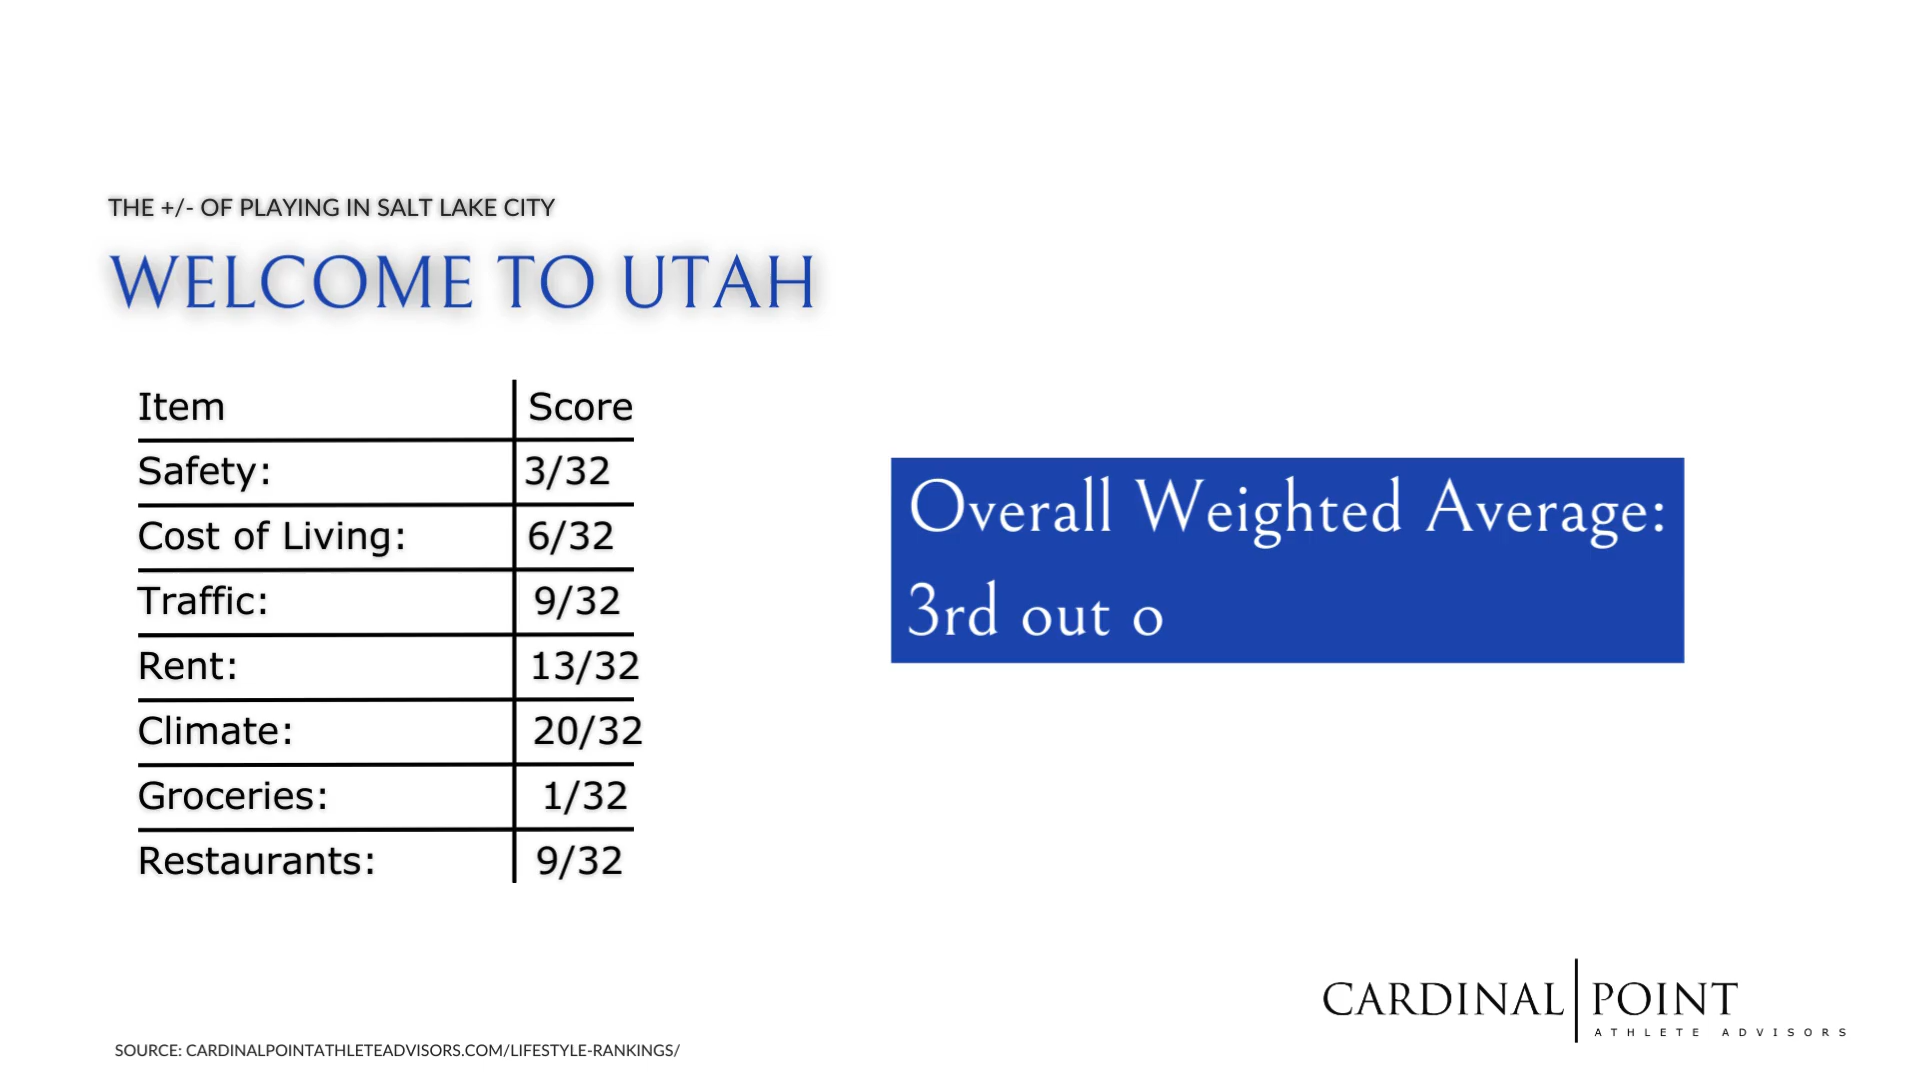 THE +/- OF PLAYING IN SALT LAKE CITY
WELCOME TO UTAH
Item Score
Safety: 3/32
Cost of Living: 6/32
Traffic: 9/32
Rent: 13/32
Climate: 20/32
Groceries: 1/32
Restaurants: 9/32
Overall Weighted Average:
3rd out o
CARDINAL POINT
ATHLETE ADVISORS
SOURCE: CARDINALPOINTATHLETEADVISORS.COM/LIFESTYLE-RANKINGS/